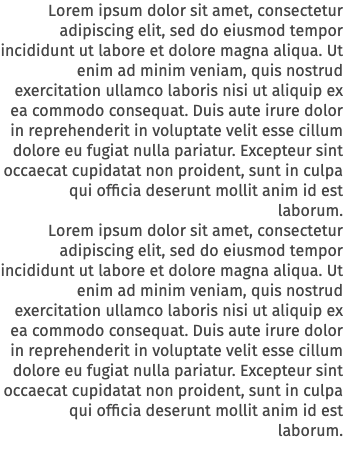 Lorem ipsum dolor sit amet, consectetur
adipiscing elit, sed do eiusmod tempor
incididunt ut labore et dolore magna aliqua. Ut
enim ad minim veniam, quis nostrud
exercitation ullamco laboris nisi ut aliquip ex
ea commodo consequat. Duis aute irure dolor
in reprehenderit in voluptate velit esse cillum
dolore eu fugiat nulla pariatur. Excepteur sint
occaecat cupidatat non proident, sunt in culpa
qui officia deserunt mollit anim id est
laborum.
Lorem ipsum dolor sit amet, consectetur
adipiscing elit, sed do eiusmod tempor
incididunt ut labore et dolore magna aliqua. Ut
enim ad minim veniam, quis nostrud
exercitation ullamco laboris nisi ut aliquip ex
ea commodo consequat. Duis aute irure dolor
in reprehenderit in voluptate velit esse cillum
dolore eu fugiat nulla pariatur. Excepteur sint
occaecat cupidatat non proident, sunt in culpa
qui officia deserunt mollit anim id est
laborum.